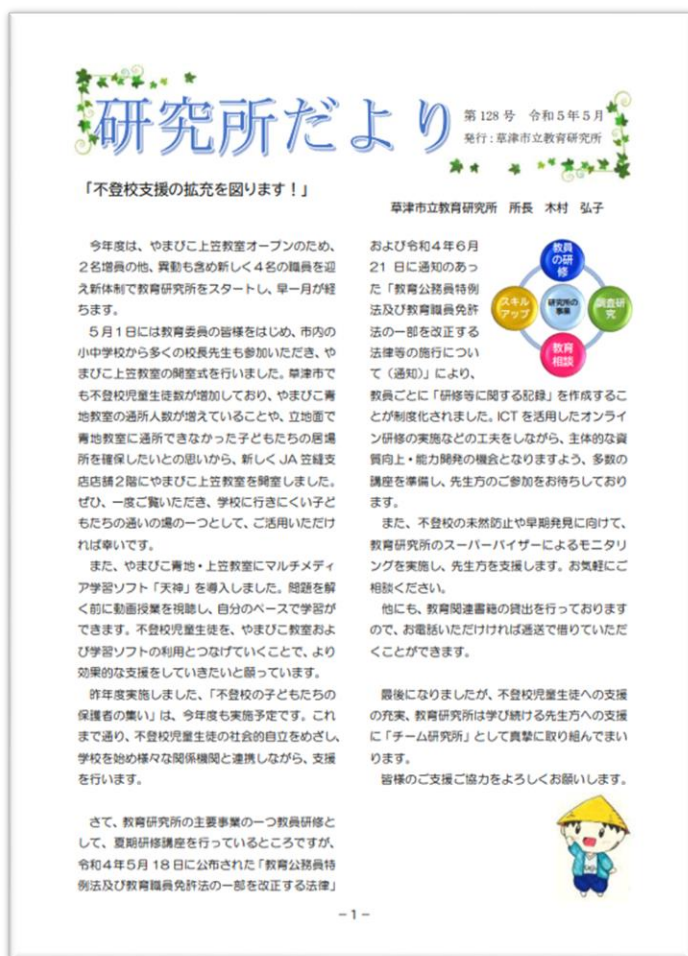 研究所だより
第128号 令和5年5月
発行:草津市立教育研究所
「不登校支援の拡充を図ります!」
草津市立教育研究所 所長 木村 弘子
今年度は、やまびこ上笠教室オープンのため、
2名増員の他、異動も含め新しく4名の職員を迎
え新体制で教育研究所をスタートし、早一月が経
ちます。
5月1日には教育委員の皆様をはじめ、市内の
小中学校から多くの校長先生も参加いただき、や
まびこ上笠教室の開室式を行いました。草津市で
も不登校児童生徒数が増加しており、やまびこ青
地教室の通所人数が増えていることや、立地面で
青地教室に通所できなかった子どもたちの居場
所を確保したいとの思いから、新しくJA笠縫支
店店舗2階にやまびこ上笠教室を開室しました。
ぜひ、一度ご覧いただき、学校に行きにくい子ど
もたちの通いの場の一つとして、ご活用いただけ
れば幸いです。
また、やまびこ青地・上笠教室にマルチメディ
ア学習ソフト「天神」を導入しました。問題を解
く前に動画授業を視聴し、自分のペースで学習が
できます。不登校児童生徒を、やまびこ教室およ
び学習ソフトの利用とつなげていくことで、より
効果的な支援をしていきたいと願っています。
昨年度実施しました、「不登校の子どもたちの
保護者の集い」は、今年度も実施予定です。これ
まで通り、不登校児童生徒の社会的自立をめざし、
学校を始め様々な関係機関と連携しながら、支援
を行います。
さて、教育研究所の主要事業の一つ教員研修と
して、夏期研修講座を行っているところですが、
令和4年5月18日に公布された「教育公務員特
例法及び教育職員免許法の一部を改正する法律」
および令和4年6月
21日に通知のあっ
た「教育公務員特例
法及び教育職員免許
法の一部を改正する
法律等の施行につい
て(通知)」により、
教員の研修
スキルアップ
研究所の事業
調査研究
教育相談
教員ごとに「研修等に関する記録」を作成するこ
とが制度化されました。ICTを活用したオンライ
ン研修の実施などの工夫をしながら、主体的な資
質向上・能力開発の機会となりますよう、多数の
講座を準備し、先生方のご参加をお待ちしており
ます。
また、不登校の未然防止や早期発見に向けて、
教育研究所のスーパーバイザーによるモニタリ
ングを実施し、先生方を支援します。お気軽にご
相談ください。
他にも、教育関連書籍の貸出を行っております
ので、お電話いただければ逓送で借りていただ
くことができます。
最後になりましたが、不登校児童生徒への支援
の充実、教育研究所は学び続ける先生方への支援
に「チーム研究所」として真摯に取り組んでまい
ります。
皆様のご支援ご協力をよろしくお願いします。
-1-